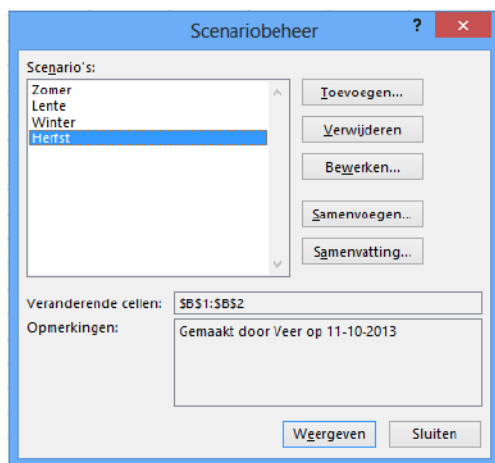 Scenariobeheer
?
×
Scenario's:
Zomer
Lente
Winter
Herfst
Toevoegen...
Verwijderen
Bewerken...
Samenvoegen...
Samenvatting...
Veranderende cellen:
$B$1:$B$2
Opmerkingen:
Gemaakt door Veer op 11-10-2013
Weergeven
Sluiten